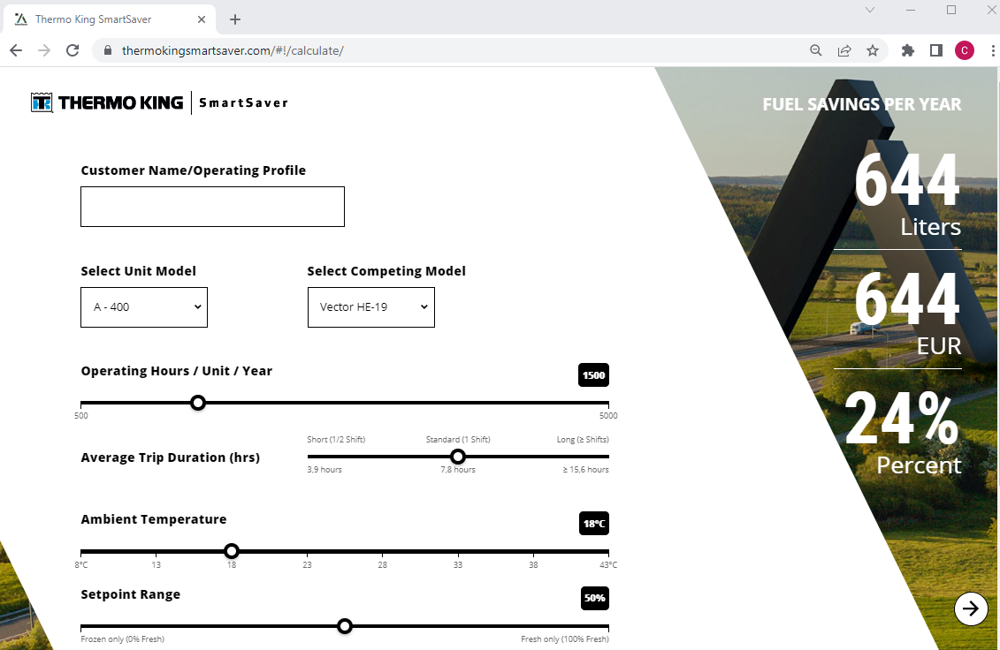 Thermo King SmartSaver
thermokingsmartsaver.com/#!/calculate/
C
TK THERMO KING SmartSaver
FUEL SAVINGS PER YEAR
644
Liters
644
EUR
24%
Percent
Customer Name/Operating Profile
Select Unit Model Select Competing Model
A - 400 Vector HE-19
Operating Hours / Unit / Year 1500
500 5000
Short (1/2 Shift) Standard (1 Shift) Long (≥ Shifts)
Average Trip Duration (hrs)
3,9 hours 7,8 hours ≥ 15,6 hours
Ambient Temperature 18°C
8°C 13 18 23 28 33 38 43°C
Setpoint Range 50%
Frozen only (0% Fresh) Fresh only (100% Fresh)